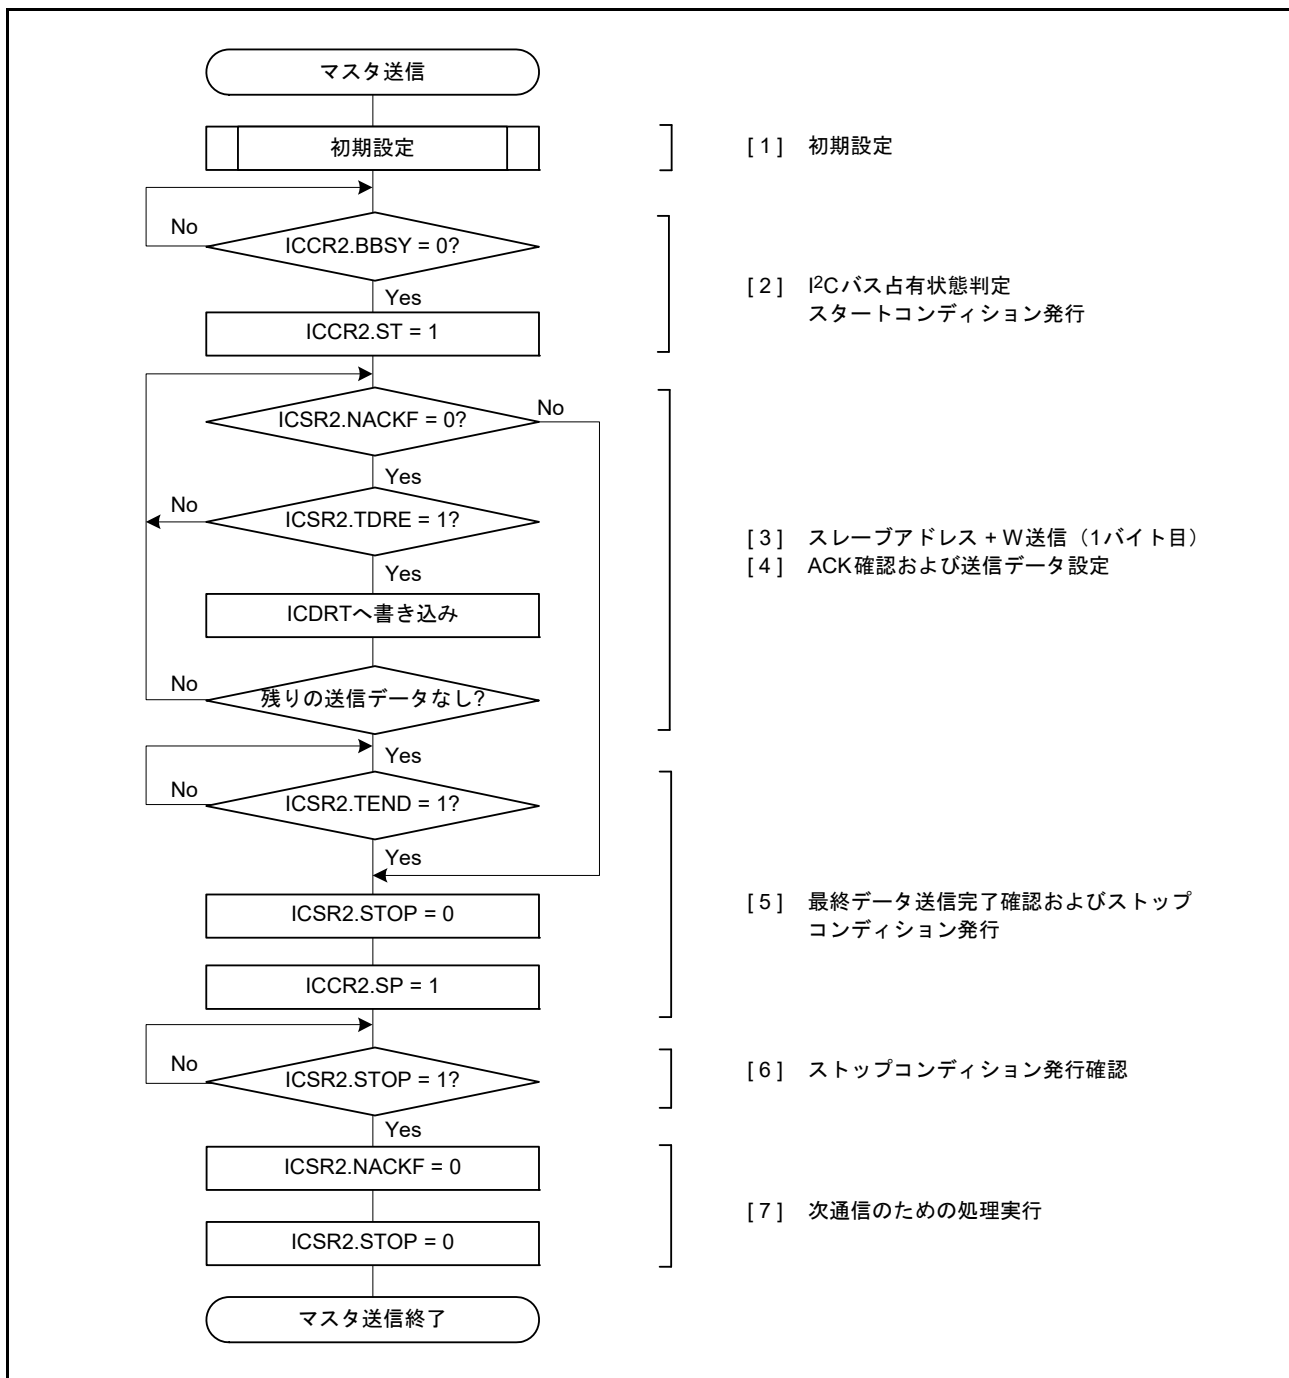 マスタ送信
初期設定
[ 1 ] 初期設定
No
ICCR2.BBSY = 0?
Yes
ICCR2.ST = 1
[ 2 ] I2Cバス占有状態判定
スタートコンディション発行
ICSR2.NACKF = 0?
No
Yes
No
ICSR2.TDRE = 1?
Yes
ICDRTへ書き込み
No
残りの送信データなし?
[ 3 ] スレーブアドレス + W送信（1バイト目）
[ 4 ] ACK確認および送信データ設定
Yes
No
ICSR2.TEND = 1?
Yes
ICSR2.STOP = 0
ICCR2.SP = 1
[ 5 ] 最終データ送信完了確認およびストップ
コンディション発行
No
ICSR2.STOP = 1?
[ 6 ] ストップコンディション発行確認
Yes
ICSR2.NACKF = 0
ICSR2.STOP = 0
[ 7 ] 次通信のための処理実行
マスタ送信終了